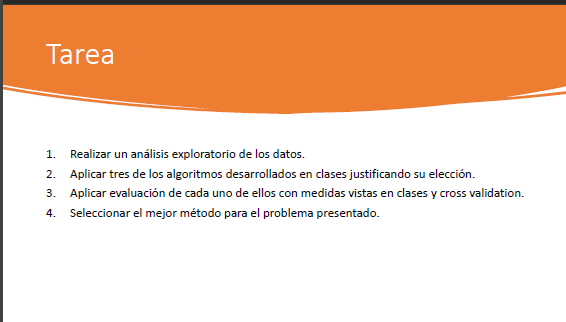 Tarea
1. Realizar un análisis exploratorio de los datos.
2. Aplicar tres de los algoritmos desarrollados en clases justificando su elección.
3. Aplicar evaluación de cada uno de ellos con medidas vistas en clases y cross validation.
4. Seleccionar el mejor método para el problema presentado.